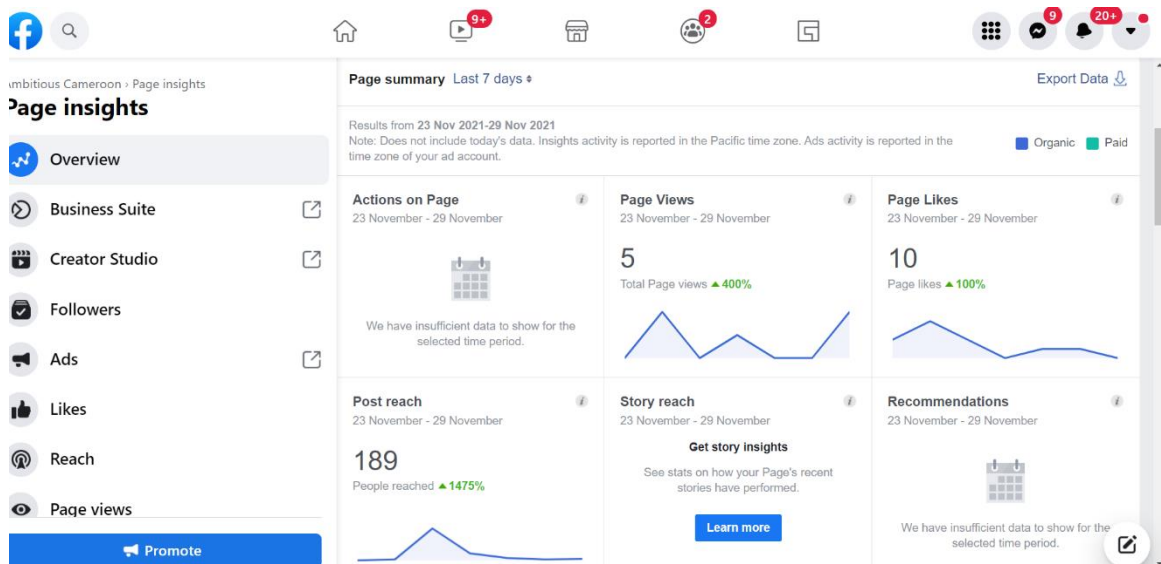 9+
2
9
20+
mbitious Cameroon › Page insights
Page insights
Overview
Business Suite
Creator Studio
Followers
Ads
Likes
Reach
Page views
Promote
Page summary Last 7 days
Export Data
Results from 23 Nov 2021-29 Nov 2021
Note: Does not include today's data. Insights activity is reported in the Pacific time zone. Ads activity is reported in the
time zone of your ad account.
Organic Paid
Actions on Page
23 November - 29 November
We have insufficient data to show for the
selected time period.
Page Views
23 November - 29 November
5
Total Page views ▲400%
Page Likes
23 November - 29 November
10
Page likes ▲100%
Post reach
23 November - 29 November
189
People reached ▲1475%
Story reach
23 November - 29 November
Get story insights
See stats on how your Page's recent
stories have performed.
Learn more
Recommendations
23 November - 29 November
We have insufficient data to show for the
selected time period.